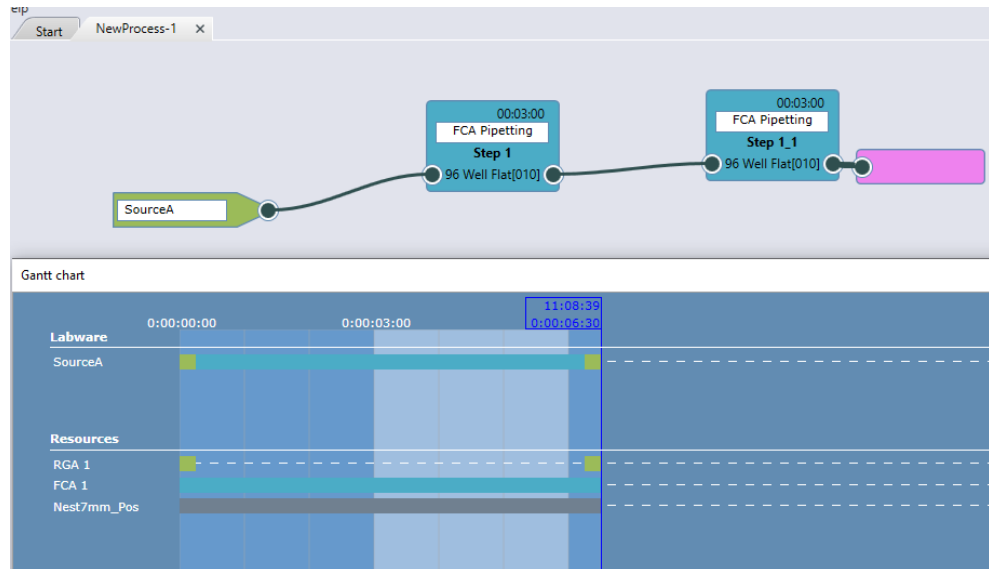 elp
Start
NewProcess-1 ×
00:03:00
FCA Pipetting
Step 1
96 Well Flat[010]
00:03:00
FCA Pipetting
Step 1_1
96 Well Flat[010]
SourceA
Gantt chart
11:08:39
0:00:00:00 0:00:03:00 0:00:06:30
Labware
SourceA
Resources
RGA 1
FCA 1
Nest7mm_Pos